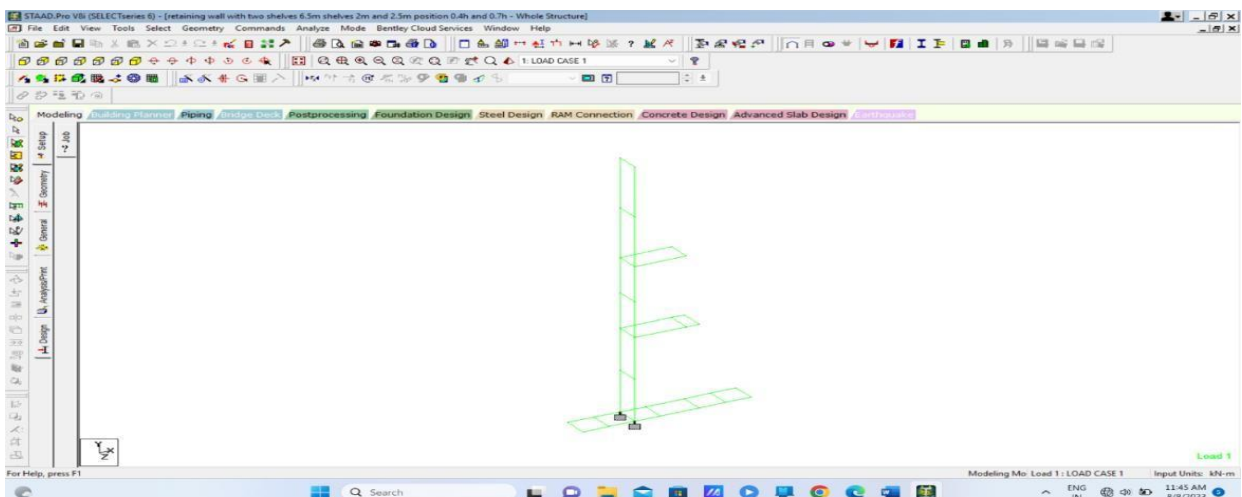 STAAD.Pro V8i (SELECTseries 6) - [retaining wall with two shelves 6.5m shelves 2m and 2.5m position 0.4h and 0.7h - Whole Structure]
File Edit View Tools Select Geometry Commands Analyze Mode Bentley Cloud Services Window Help
1: LOAD CASE 1
Modeling Building Planner Piping Bridge Deck Postprocessing Foundation Design Steel Design RAM Connection Concrete Design Advanced Slab Design Earthquake
Setup
Job
Geometry
General
Analysis/Print
Design
Y
X
Z
Load 1
For Help, press F1 Modeling Mo Load 1 : LOAD CASE 1 Input Units: kN-m
Search ENG 11:45 AM
IN 8/8/2023